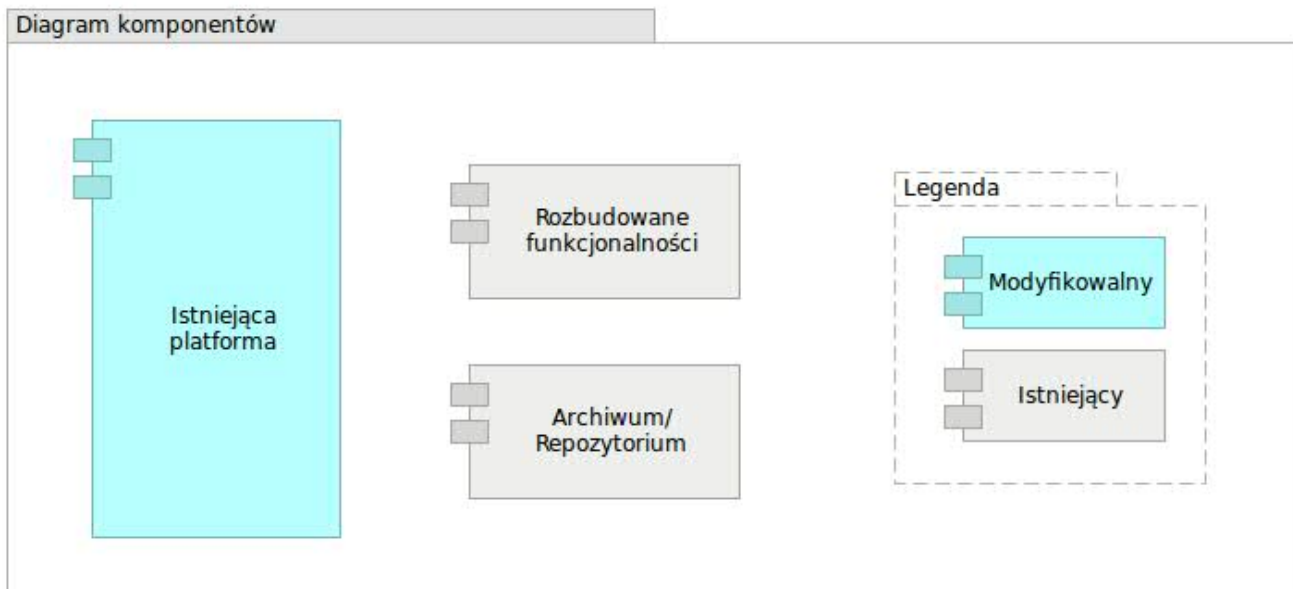 Diagram komponentów
Istniejąca
platforma
Rozbudowane
funkcjonalności
Archiwum/
Repozytorium
Legenda
Modyfikowalny
Istniejący